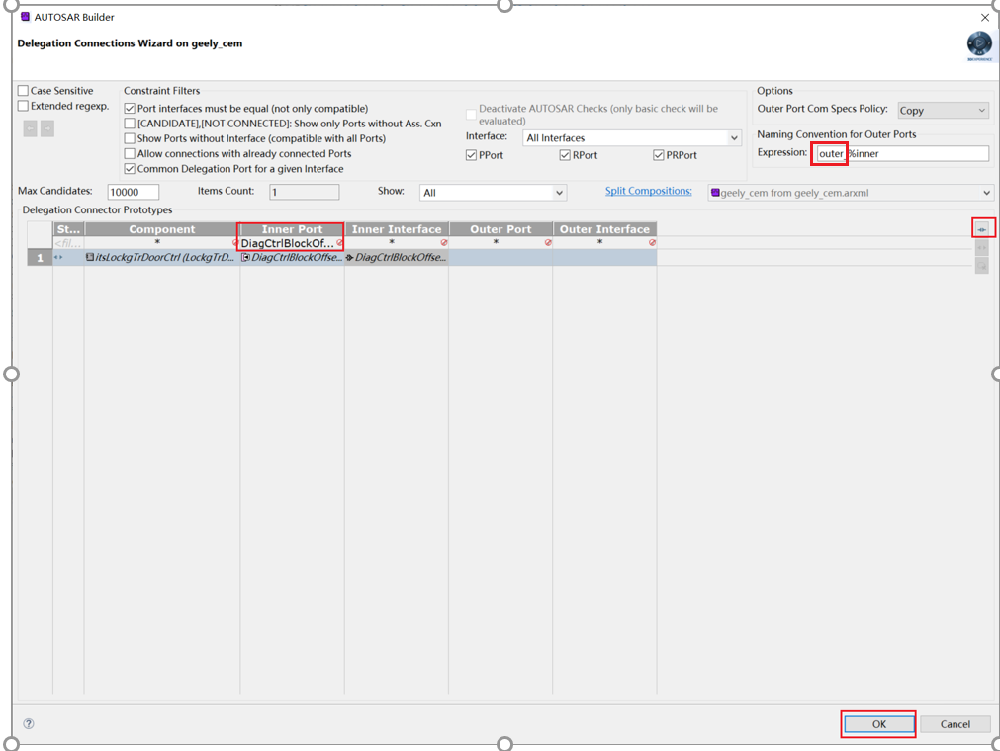 AUTOSAR Builder
Delegation Connections Wizard on geely_cem
Case Sensitive
Extended regexp.
Constraint Filters
Port interfaces must be equal (not only compatible)
[CANDIDATE],[NOT CONNECTED]: Show only Ports without Ass. Cxn
Show Ports without Interface (compatible with all Ports)
Allow connections with already connected Ports
Common Delegation Port for a given Interface
Deactivate AUTOSAR Checks (only basic check will be
evaluated)
Interface: All Interfaces
PPort RPort PRPort
Options
Outer Port Com Specs Policy: Copy
Naming Convention for Outer Ports
Expression: outer_%inner
Max Candidates: 10000 Items Count: 1 Show: All Split Compositions: geely_cem from geely_cem.arxml
Delegation Connector Prototypes
St... Component Inner Port Inner Interface Outer Port Outer Interface
<fil... * DiagCtrlBlockOf... * * *
1 itsLockgTrDoorCtrl (LockgTrD... DiagCtrlBlockOffse... DiagCtrlBlockOffse...
OK Cancel